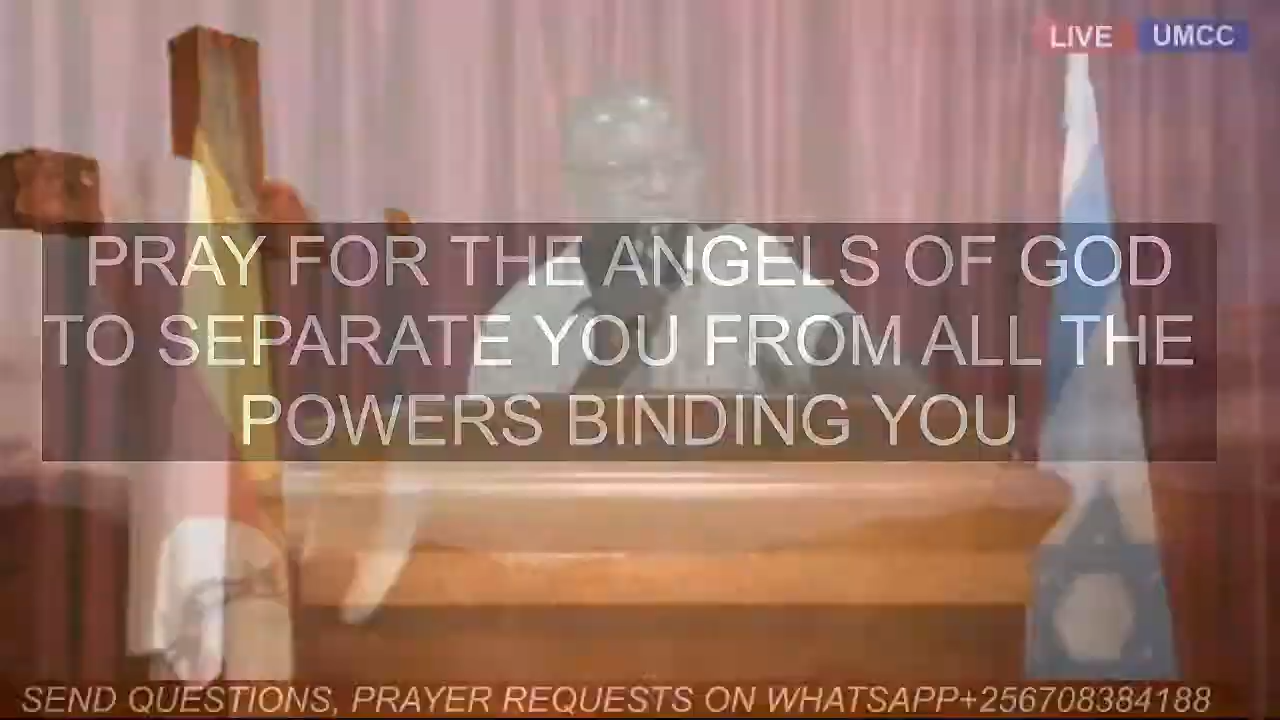 LIVE UMCC
PRAY FOR THE ANGELS OF GOD
TO SEPARATE YOU FROM ALL THE
POWERS BINDING YOU
SEND QUESTIONS, PRAYER REQUESTS ON WHATSAPP+256708384188